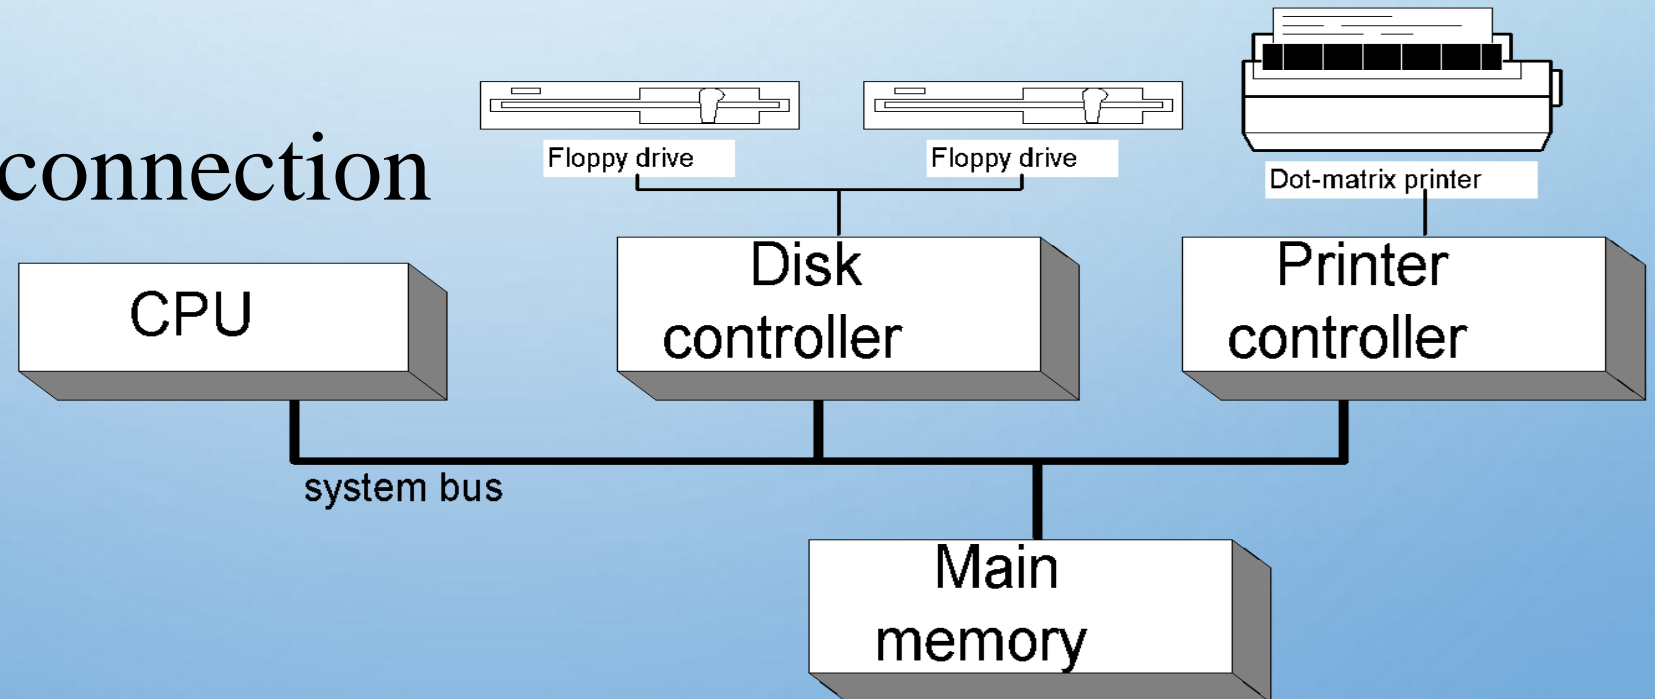 connection
Floppy drive
Floppy drive
Dot-matrix printer
CPU
Disk
controller
Printer
controller
system bus
Main
memory